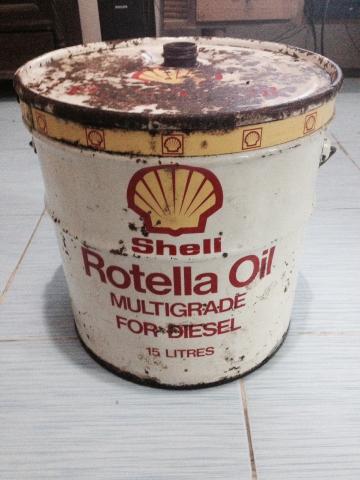 Shell
Rotella Oil
MULTIGRADE
FOR DIESEL
15 LITRES